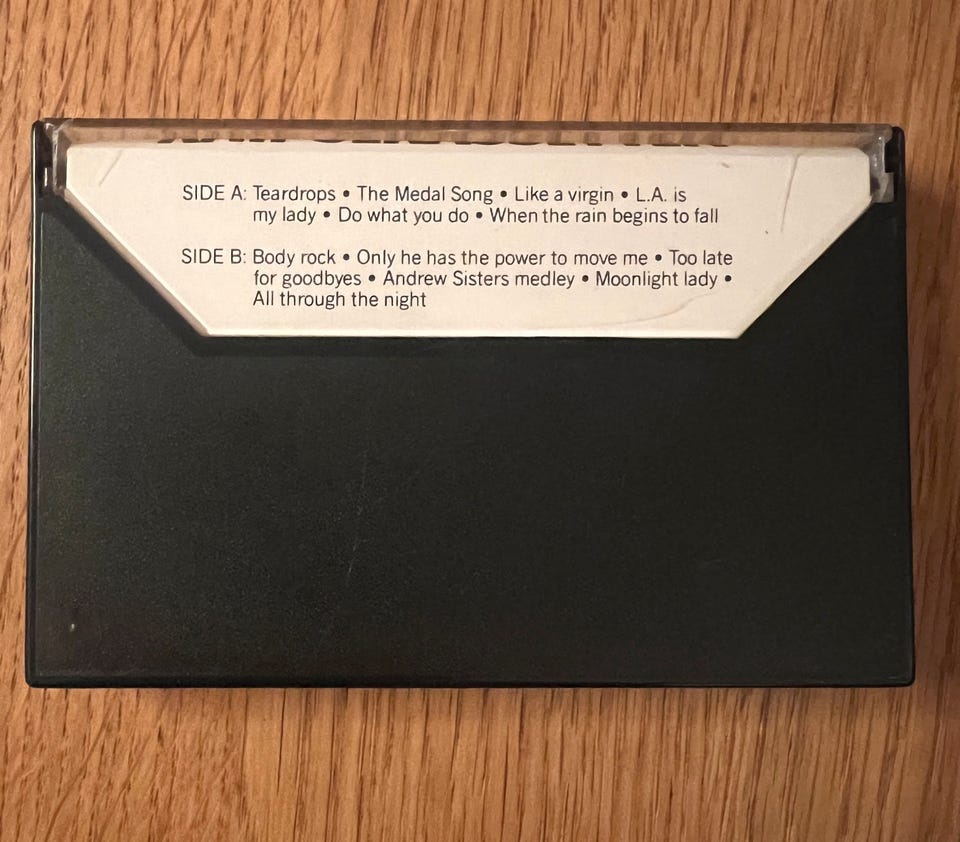 SIDE A: Teardrops • The Medal Song • Like a virgin • L.A. is
my lady • Do what you do • When the rain begins to fall
SIDE B: Body rock • Only he has the power to move me • Too late
for goodbyes • Andrew Sisters medley • Moonlight lady •
All through the night